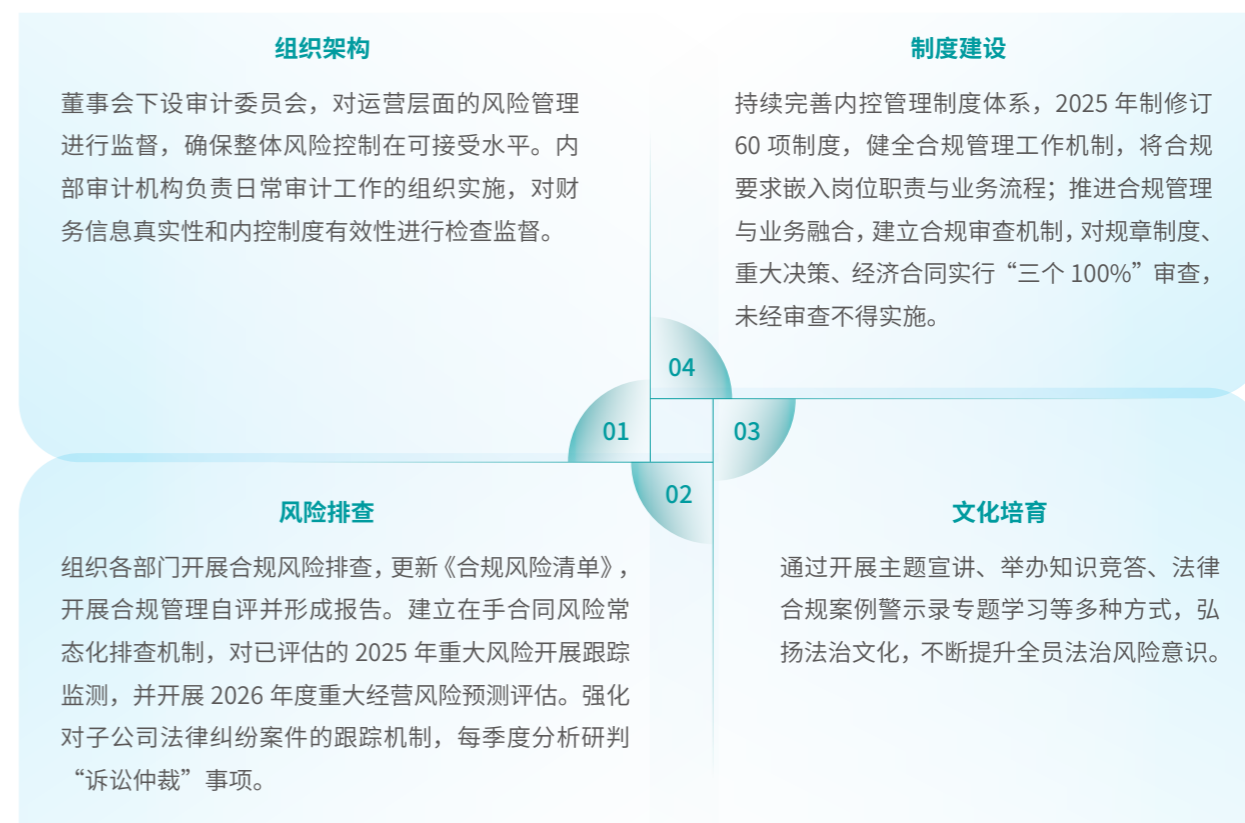 组织架构
董事会下设审计委员会，对运营层面的风险管理
进行监督，确保整体风险控制在可接受水平。内
部审计机构负责日常审计工作的组织实施，对财
务信息真实性和内控制度有效性进行检查监督。
01
风险排查
组织各部门开展合规风险排查，更新《合规风险清单》，
开展合规管理自评并形成报告。建立在手合同风险常
态化排查机制，对已评估的 2025 年重大风险开展跟踪
监测，并开展 2026 年度重大经营风险预测评估。强化
对子公司法律纠纷案件的跟踪机制，每季度分析研判
“诉讼仲裁”事项。
02
文化培育
通过开展主题宣讲、举办知识竞答、法律
合规案例警示录专题学习等多种方式，弘
扬法治文化，不断提升全员法治风险意识。
03
制度建设
持续完善内控管理制度体系，2025 年制修订
60 项制度，健全合规管理工作机制，将合规
要求嵌入岗位职责与业务流程；推进合规管理
与业务融合，建立合规审查机制，对规章制度、
重大决策、经济合同实行“三个 100%”审查，
未经审查不得实施。
04